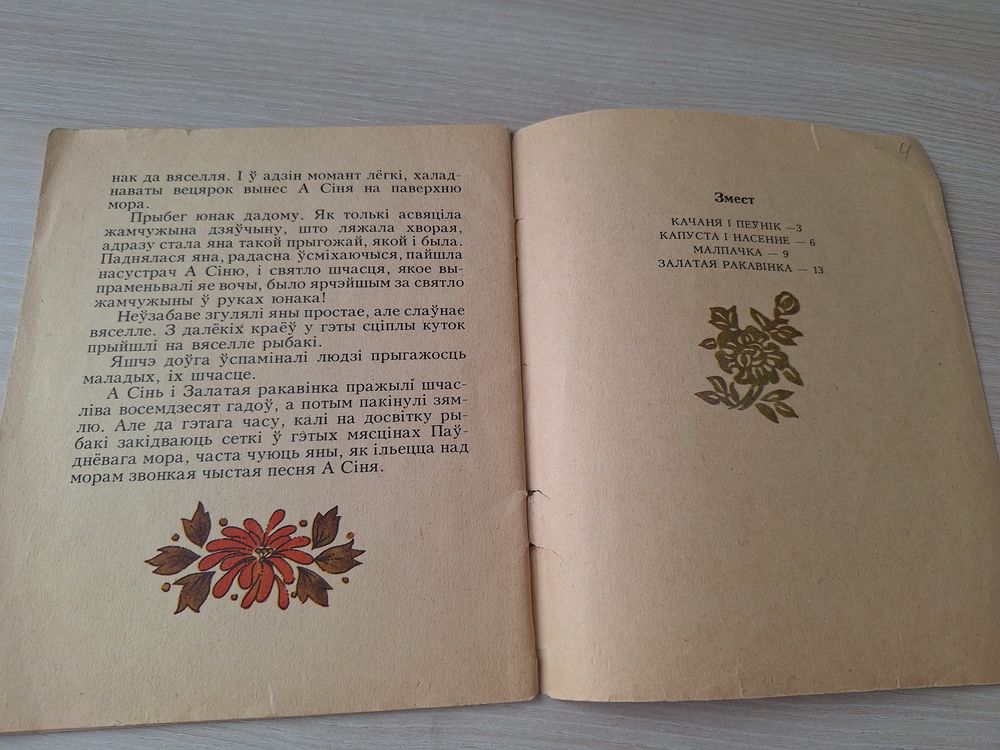 нак да вяселля. І ў адзін момант лёгкі, халад-
наваты вецярок вынес А Сіня на паверхню
мора.
Прыбег юнак дадому. Як толькі асвяціла
жамчужына дзяўчыну, што ляжала хворая,
адразу стала яна такой прыгожай, якой і была.
Паднялася яна, радасна ўсміхаючыся, пайшла
насустрач А Сіню, і святло шчасця, якое вы-
праменьвалі яе вочы, было ярчэйшым за святло
жамчужыны ў руках юнака!
Неўзабаве згулялі яны простае, але слаўнае
вяселле. З далёкіх краёў у гэты сціплы куток
прыйшлі на вяселле рыбакі.
Яшчэ доўга ўспаміналі людзі прыгажосць
маладых, іх шчасце.
А Сінь і Залатая ракавінка пражылі шчас-
ліва восемдзесят гадоў, а потым пакінулі зям-
лю. Але да гэтага часу, калі на досвітку ры-
бакі закідваюць сеткі ў гэтых мясцінах Паў-
днёвага мора, часта чуюць яны, як ільецца над
морам звонкая чыстая песня А Сіня.
ч
Змест
КАЧАНЯ І ПЕЎНІК —3
КАПУСТА І НАСЕННЕ — 6
МАЛПАЧКА — 9
ЗАЛАТАЯ РАКАВІНКА — 13